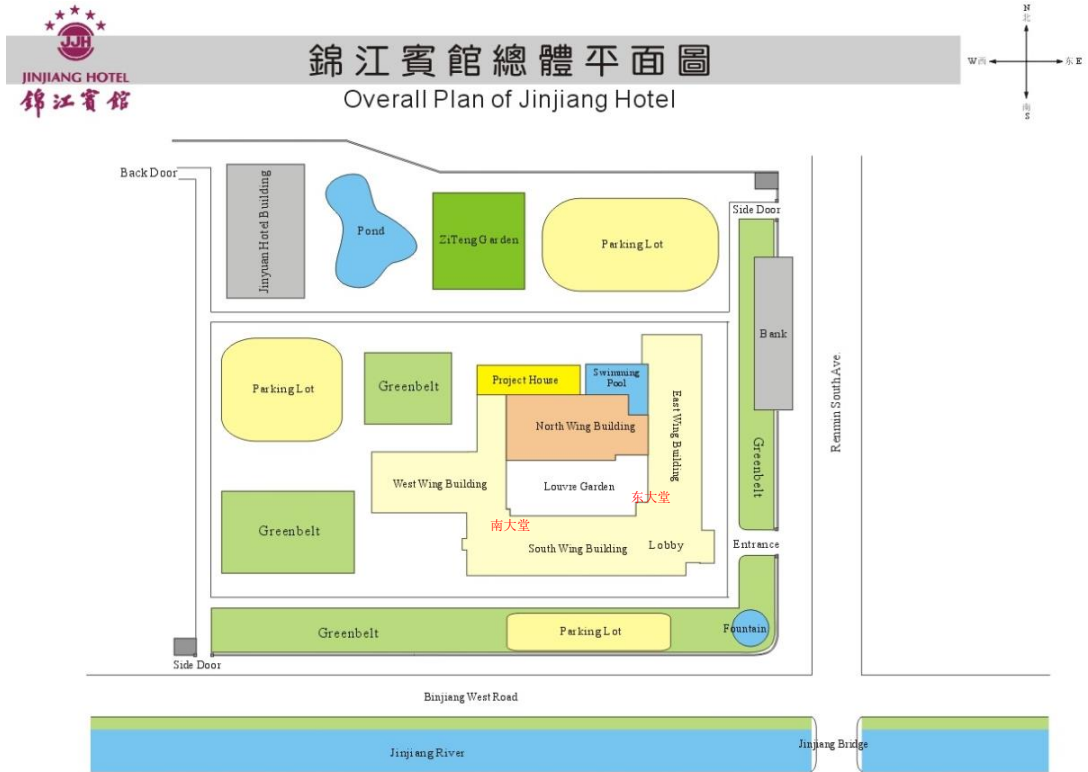 JJH
JINJIANG HOTEL
錦江賓館
錦江賓館總體平面圖
Overall Plan of Jinjiang Hotel
N
北
W西
东 E
南
S
Back Door
Jinyuan Hotel Building
Pond
ZiTeng Garden
Parking Lot
Side Door
Bank
Renmin South Ave.
Parking Lot
Greenbelt
Project House
Swimming
Pool
East Wing Building
North Wing Building
West Wing Building
Louvre Garden
东大堂
Greenbelt
南大堂
Greenbelt
South Wing Building
Lobby
Entrance
Greenbelt
Parking Lot
Fountain
Side Door
Binjiang West Road
Jinjiang River
Jinjiang Bridge